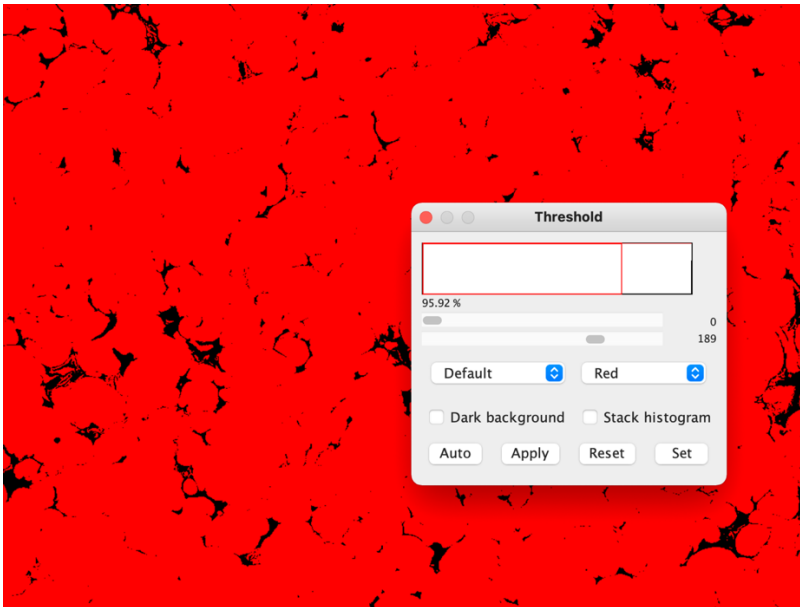 Threshold
95.92 %
0
189
Default
Red
Dark background
Stack histogram
Auto
Apply
Reset
Set